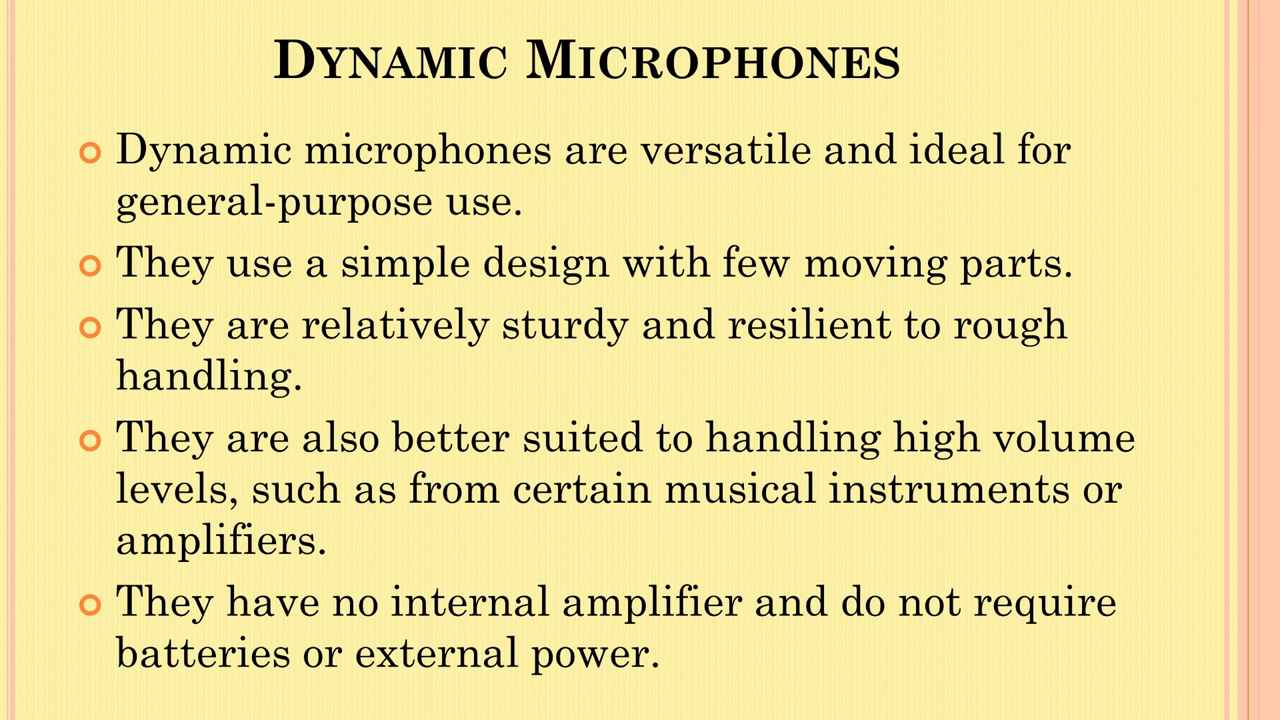 Dynamic Microphones
Dynamic microphones are versatile and ideal for
general-purpose use.
They use a simple design with few moving parts.
They are relatively sturdy and resilient to rough
handling.
They are also better suited to handling high volume
levels, such as from certain musical instruments or
amplifiers.
They have no internal amplifier and do not require
batteries or external power.